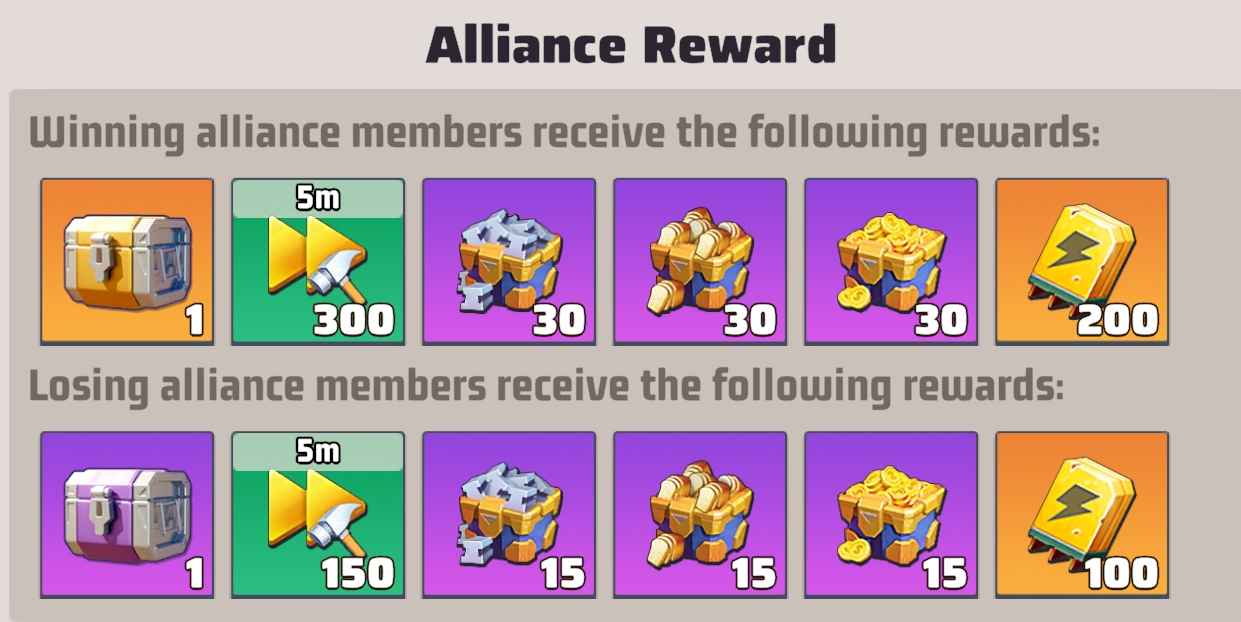 Alliance Reward
Winning alliance members receive the following rewards:
5m
1 300 30 30 30 200
Losing alliance members receive the following rewards:
5m
1 150 15 15 15 100